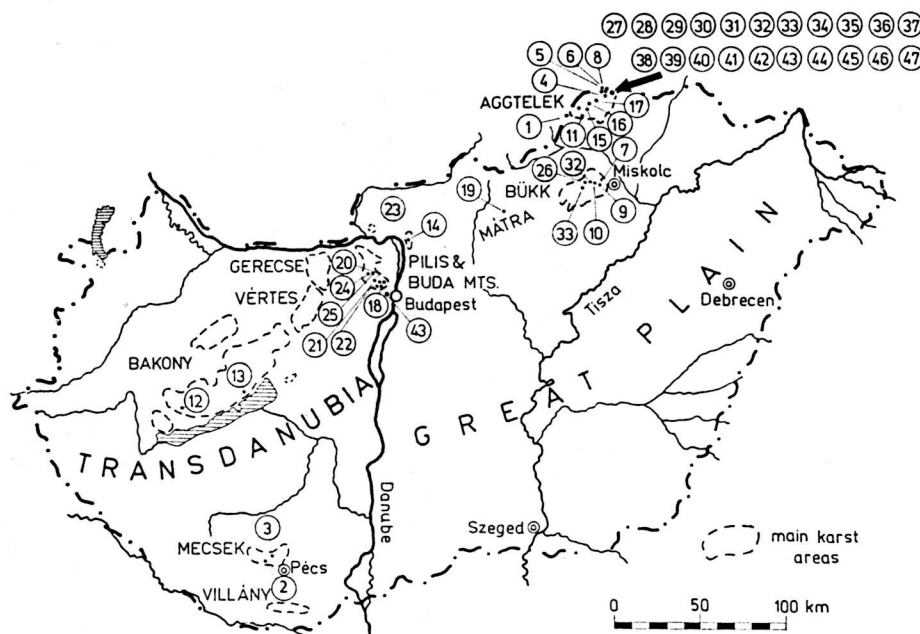 27 28 29 30 31 32 33 34 35 36 37
5 6 8 38 39 40 41 42 43 44 45 46 47
4
AGGTELEK 17
1 11 15 16 7
26 32 Miskolc
BÜKK
19 9
MÁTRA 33 10
23
14
GERECSE 20 PILIS &
24 BUDA MTS.
VÉRTES
25 18 Budapest
21 22 43
BAKONY
13
12
Tisza
Debrecen
TRANSDANUBIA
GREAT PLAIN
Danube
3
MECSEK
Pécs
2
VILLÁNY
Szeged
main karst
areas
0 50 100 km